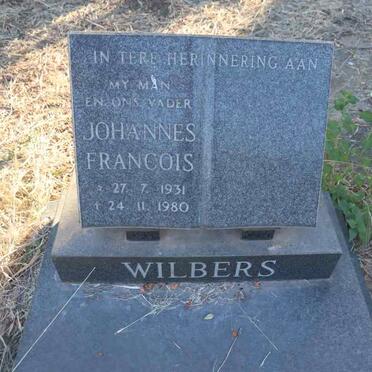 IN TERE HERINNERING AAN
MY MAN
EN ONS VADER
JOHANNES
FRANCOIS
* 27. 7. 1931
† 24. 11. 1980
WILBERS